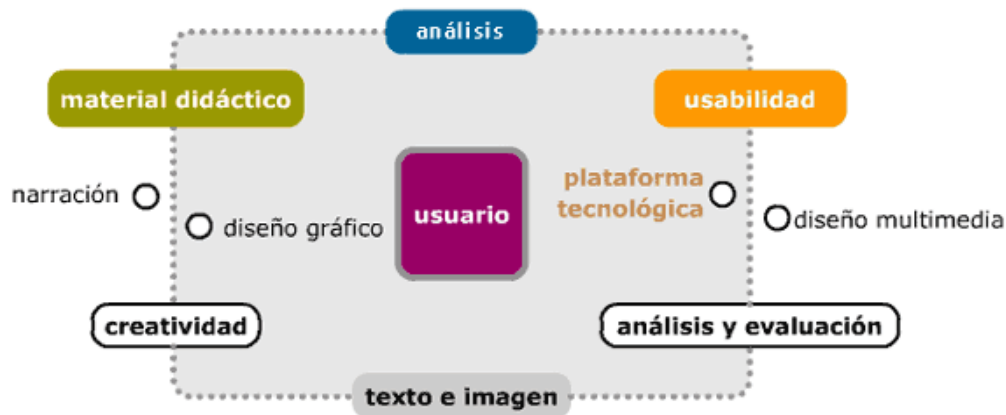 análisis
material didáctico
usabilidad
narración
diseño gráfico
usuario
plataforma
tecnológica
diseño multimedia
creatividad
análisis y evaluación
texto e imagen